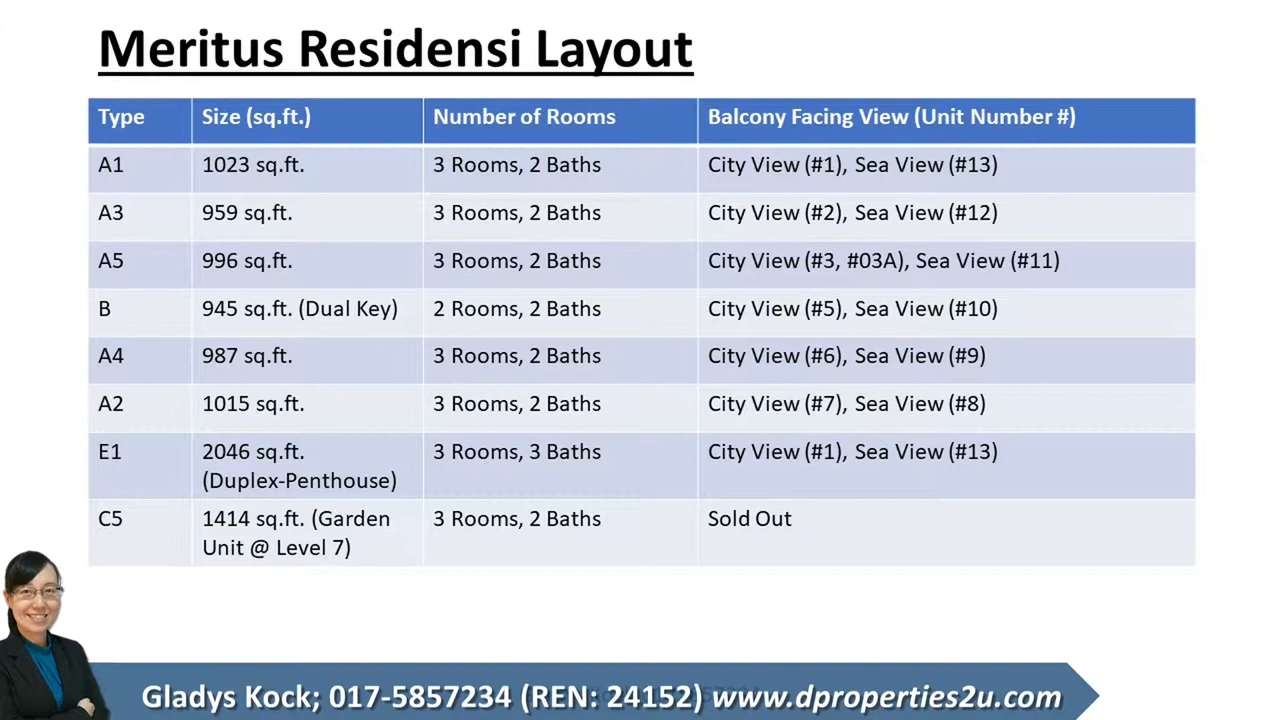 Meritus Residensi Layout
Type Size (sq.ft.) Number of Rooms Balcony Facing View (Unit Number #)
A1 1023 sq.ft. 3 Rooms, 2 Baths City View (#1), Sea View (#13)
A3 959 sq.ft. 3 Rooms, 2 Baths City View (#2), Sea View (#12)
A5 996 sq.ft. 3 Rooms, 2 Baths City View (#3, #03A), Sea View (#11)
B 945 sq.ft. (Dual Key) 2 Rooms, 2 Baths City View (#5), Sea View (#10)
A4 987 sq.ft. 3 Rooms, 2 Baths City View (#6), Sea View (#9)
A2 1015 sq.ft. 3 Rooms, 2 Baths City View (#7), Sea View (#8)
E1 2046 sq.ft. 3 Rooms, 3 Baths City View (#1), Sea View (#13)
(Duplex-Penthouse)
C5 1414 sq.ft. (Garden 3 Rooms, 2 Baths Sold Out
Unit @ Level 7)
Gladys Kock; 017-5857234 (REN: 24152) www.dproperties2u.com